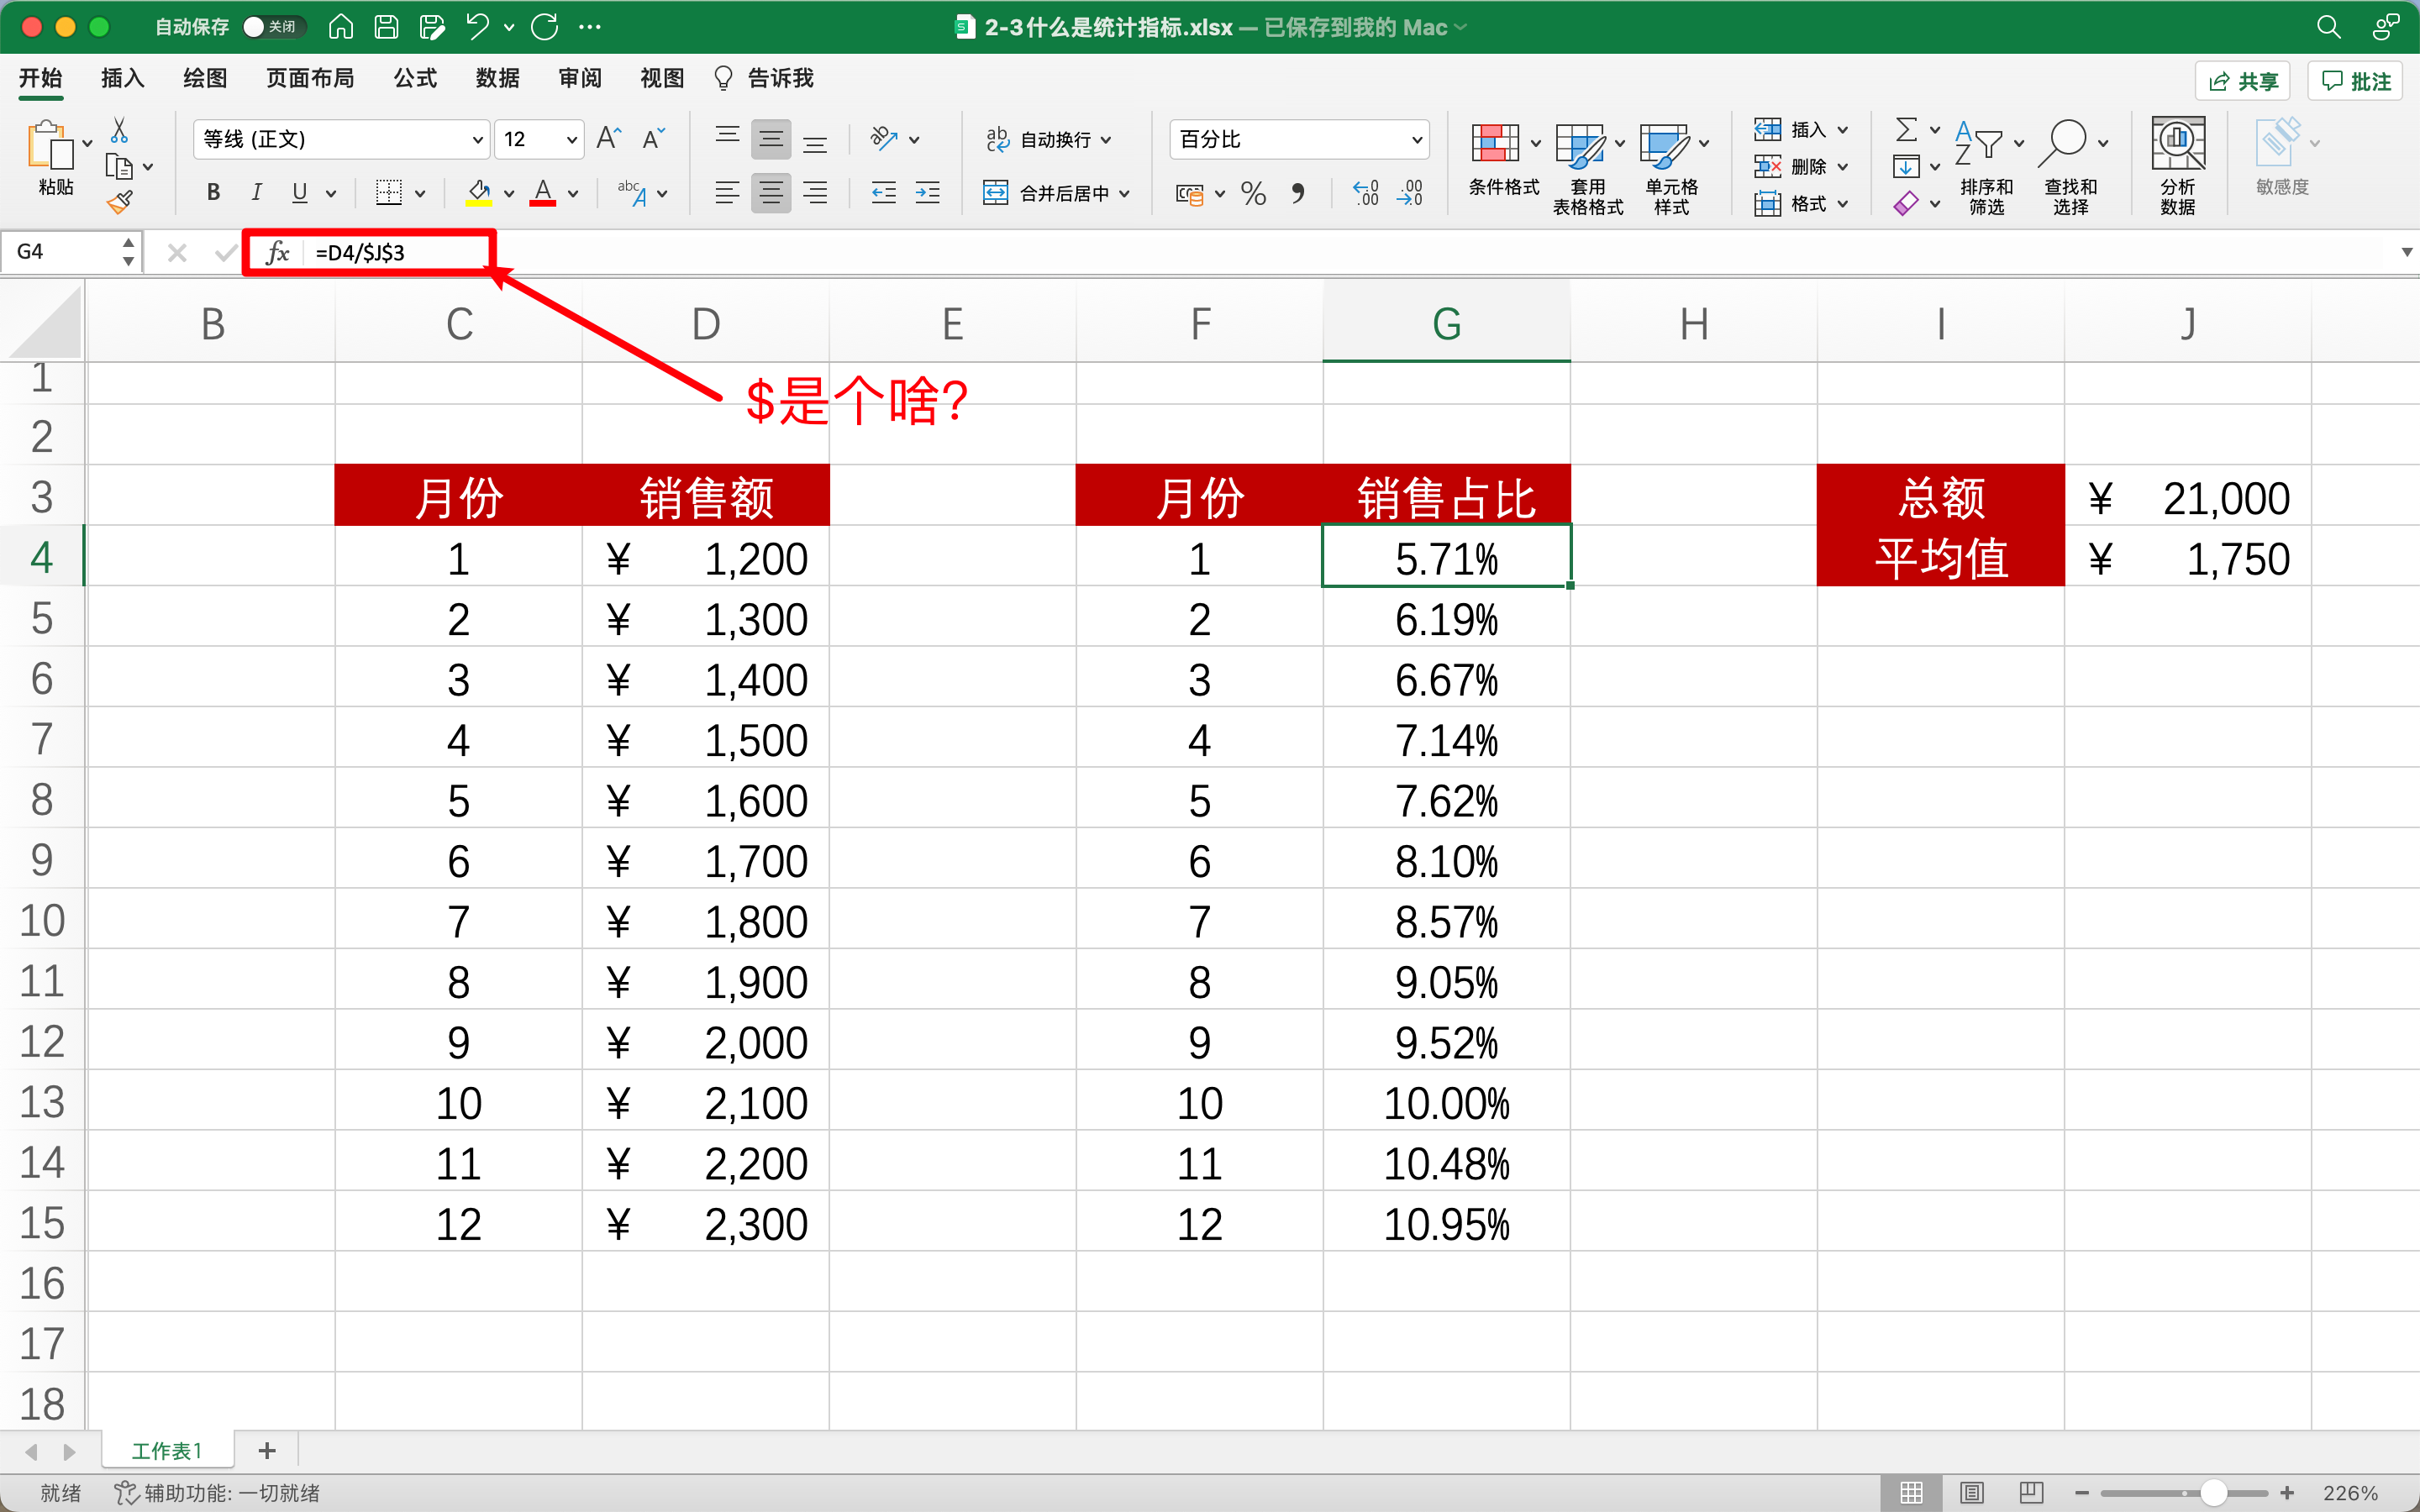 自动保存 关闭 2-3什么是统计指标.xlsx — 已保存到我的 Mac
开始 插入 绘图 页面布局 公式 数据 审阅 视图 告诉我 共享 批注
粘贴 等线 (正文) 12 A A 自动换行 百分比 条件格式 套用 表格格式 单元格 样式 插入 排序和 筛选 查找和 选择 分析 数据 敏感度
B I U A abc A 合并后居中 % 删除
格式
G4 fx =D4/$J$3
B C D E F G H I J
$是个啥?
1
2
3 月份 销售额 月份 销售占比 总额 ¥ 21,000
4 1 ¥ 1,200 1 5.71% 平均值 ¥ 1,750
5 2 ¥ 1,300 2 6.19%
6 3 ¥ 1,400 3 6.67%
7 4 ¥ 1,500 4 7.14%
8 5 ¥ 1,600 5 7.62%
9 6 ¥ 1,700 6 8.10%
10 7 ¥ 1,800 7 8.57%
11 8 ¥ 1,900 8 9.05%
12 9 ¥ 2,000 9 9.52%
13 10 ¥ 2,100 10 10.00%
14 11 ¥ 2,200 11 10.48%
15 12 ¥ 2,300 12 10.95%
16
17
18
工作表1
就绪 辅助功能: 一切就绪 226%